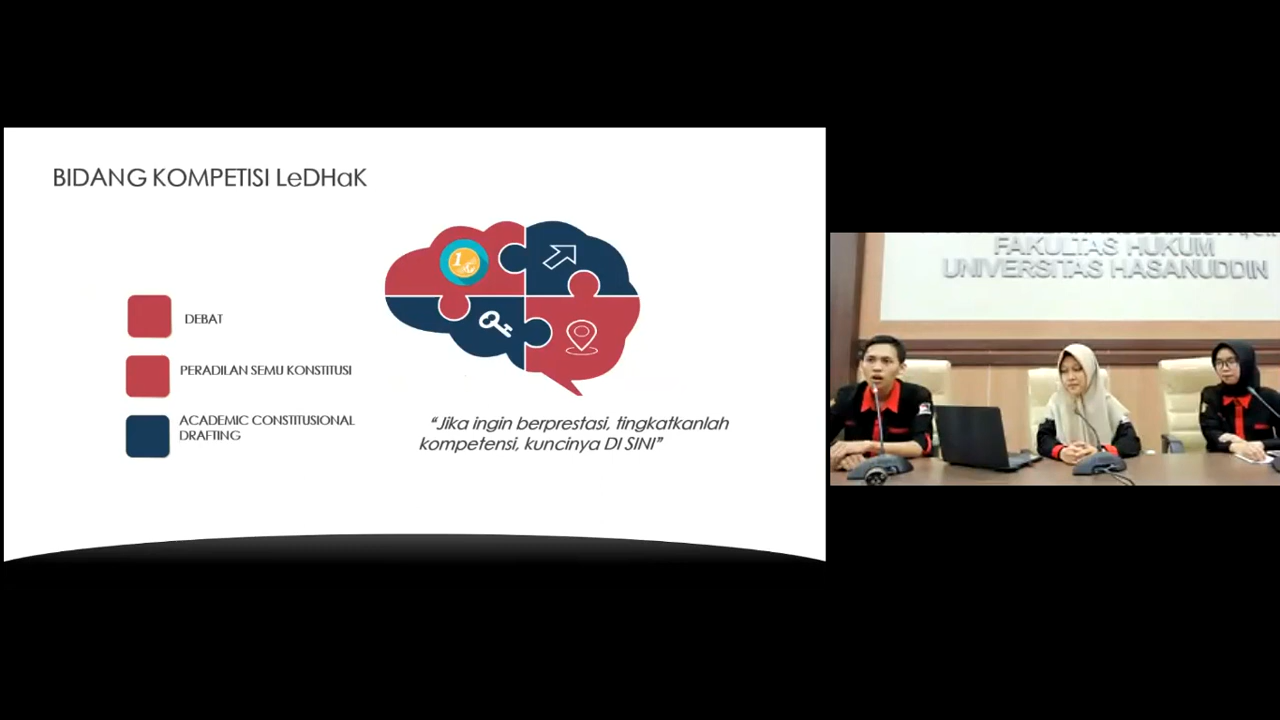 BIDANG KOMPETISI LeDHaK
DEBAT
PERADILAN SEMU KONSTITUSI
ACADEMIC CONSTITUSIONAL
DRAFTING
1
“Jika ingin berprestasi, tingkatkanlah
kompetensi, kuncinya DI SINI”
FAKULTAS HUKUM
UNIVERSITAS HASANUDDIN